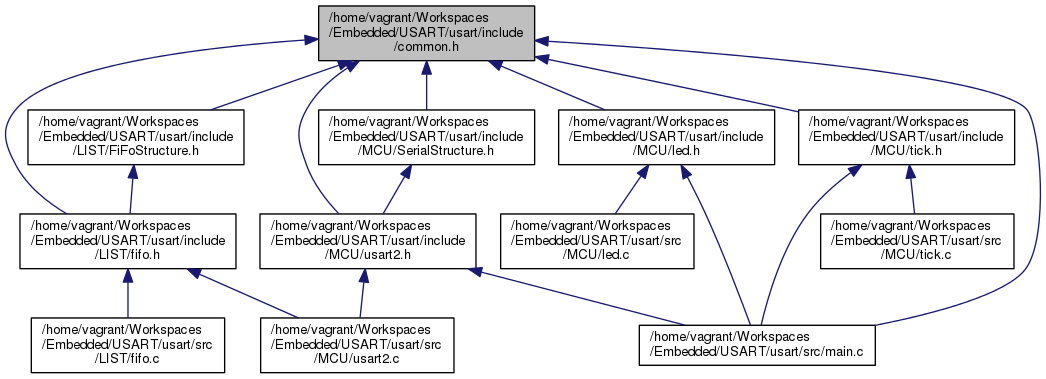 /home/vagrant/Workspaces
/Embedded/USART/usart/include
/common.h
/home/vagrant/Workspaces
/Embedded/USART/usart/include
/LIST/FiFoStructure.h
/home/vagrant/Workspaces
/Embedded/USART/usart/include
/MCU/SerialStructure.h
/home/vagrant/Workspaces
/Embedded/USART/usart/include
/MCU/led.h
/home/vagrant/Workspaces
/Embedded/USART/usart/include
/MCU/tick.h
/home/vagrant/Workspaces
/Embedded/USART/usart/include
/LIST/fifo.h
/home/vagrant/Workspaces
/Embedded/USART/usart/include
/MCU/usart2.h
/home/vagrant/Workspaces
/Embedded/USART/usart/src
/MCU/led.c
/home/vagrant/Workspaces
/Embedded/USART/usart/src
/MCU/tick.c
/home/vagrant/Workspaces
/Embedded/USART/usart/src
/LIST/fifo.c
/home/vagrant/Workspaces
/Embedded/USART/usart/src
/MCU/usart2.c
/home/vagrant/Workspaces
/Embedded/USART/usart/src/main.c